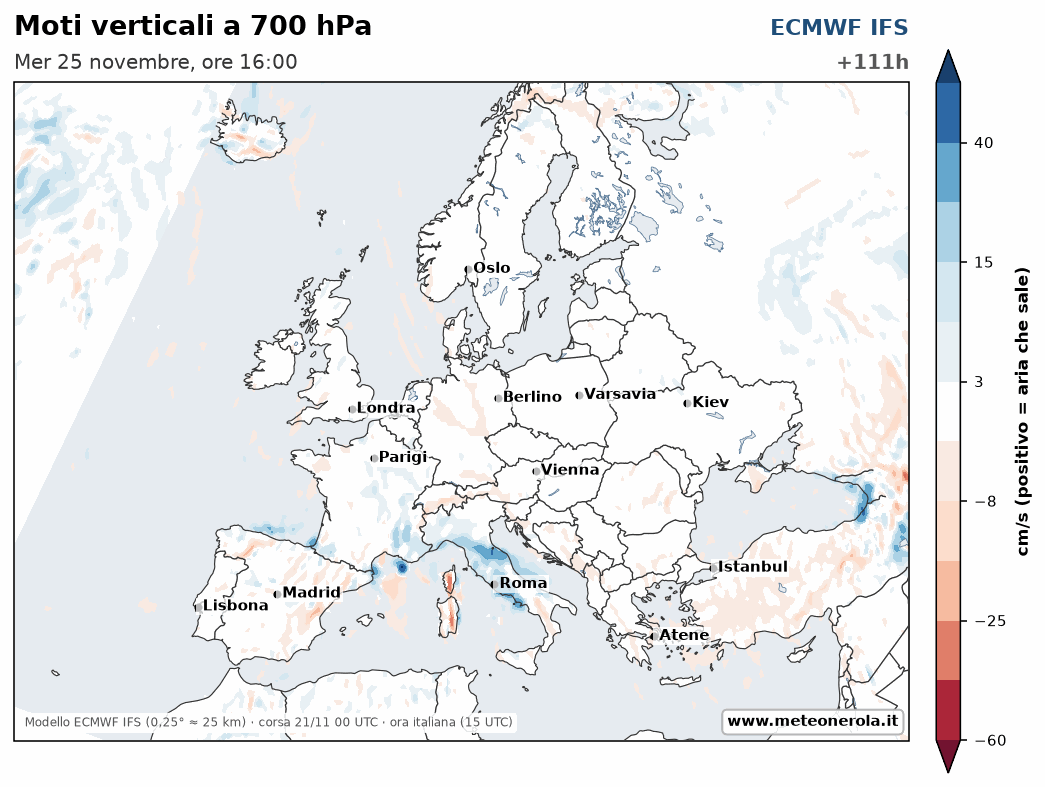 Moti verticali a 700 hPa
ECMWF IFS
Mer 25 novembre, ore 16:00
+111h
40
15
3
−8
−25
−60
cm/s (positivo = aria che sale)
Oslo
Londra
Berlino
Varsavia
Kiev
Parigi
Vienna
Istanbul
Roma
Madrid
Lisbona
Atene
Modello ECMWF IFS (0,25° ≈ 25 km) · corsa 21/11 00 UTC · ora italiana (15 UTC)
www.meteonerola.it